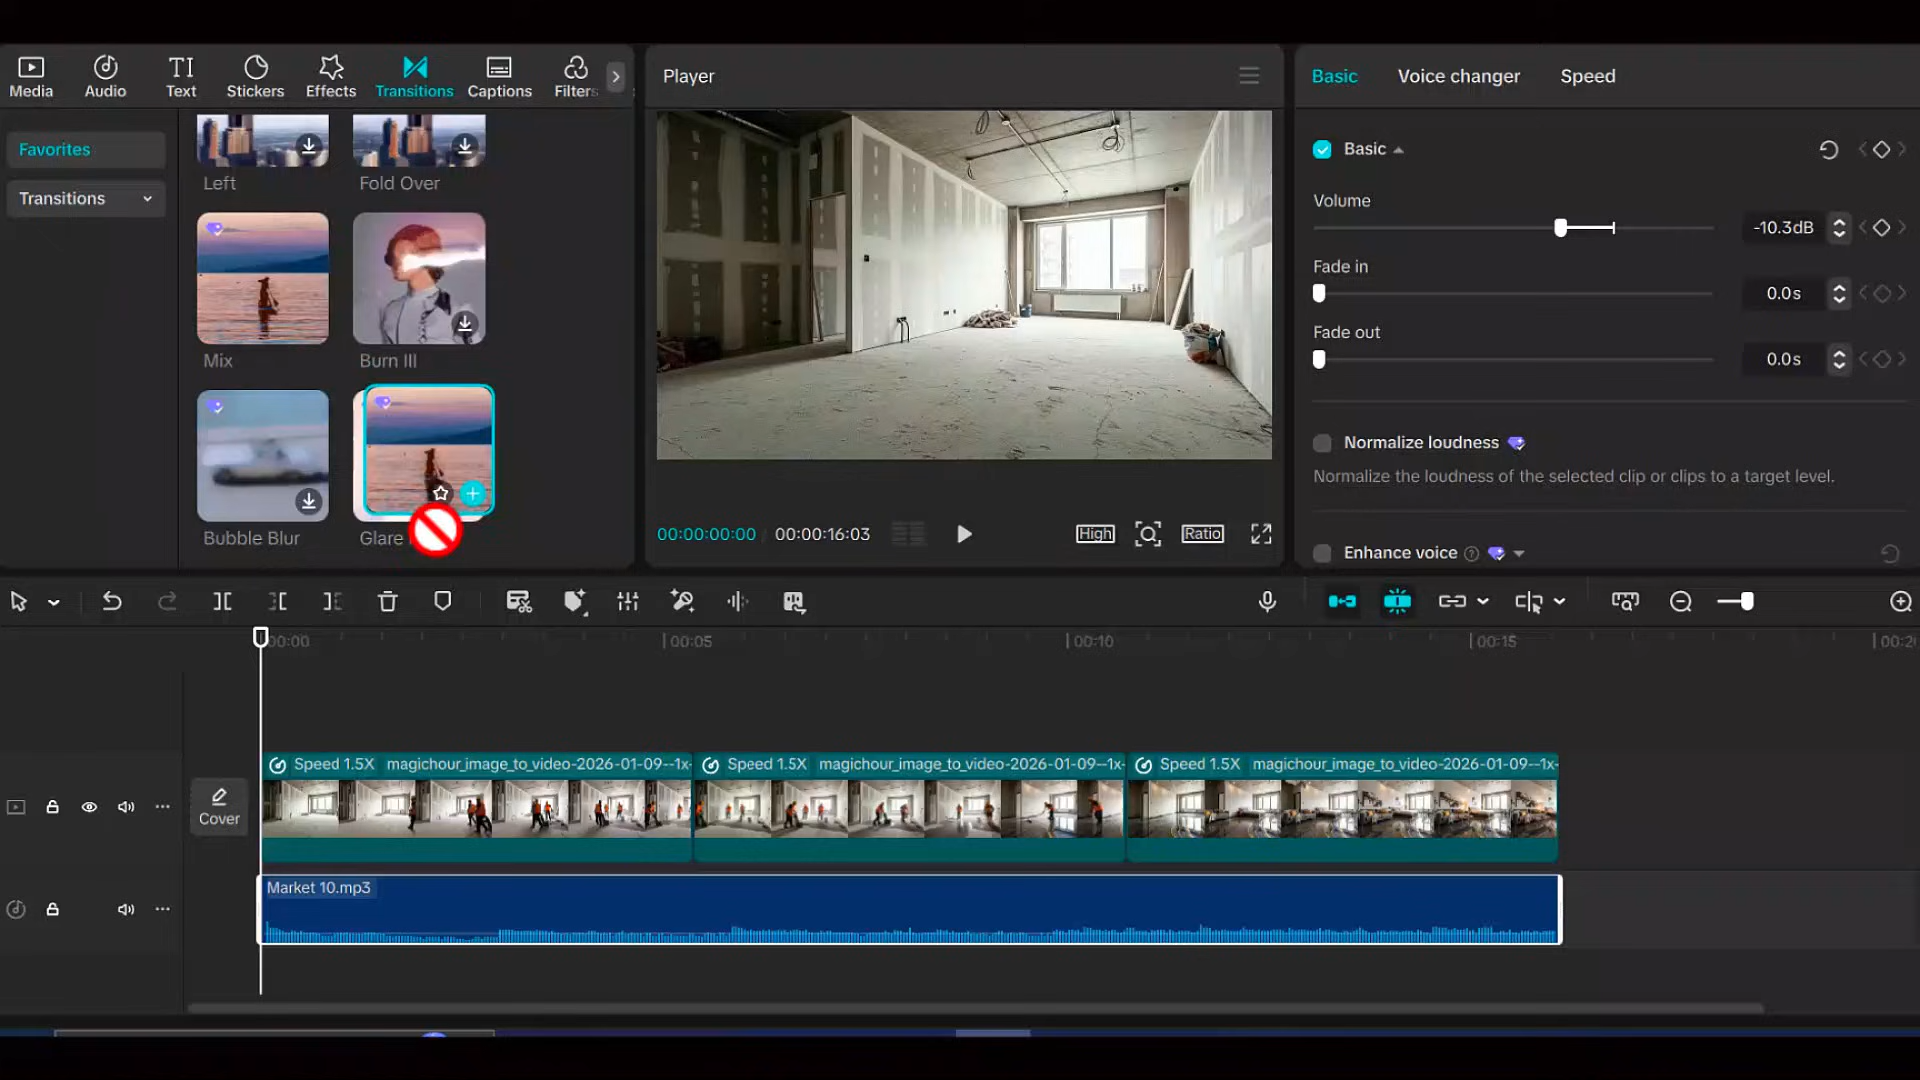 Media
Audio
Text
Stickers
Effects
Transitions
Captions
Filters
Player
Basic
Voice changer
Speed
Favorites
Transitions
Left
Fold Over
Mix
Burn III
Bubble Blur
Glare
00:00:00:00 / 00:00:16:03
High
Ratio
Basic
Volume
-10.3dB
Fade in
0.0s
Fade out
0.0s
Normalize loudness
Normalize the loudness of the selected clip or clips to a target level.
Enhance voice
00:00
00:05
00:10
00:15
Cover
Speed 1.5X magichour_image_to_video-2026-01-09--1x-
Speed 1.5X magichour_image_to_video-2026-01-09--1x-
Speed 1.5X magichour_image_to_video-2026-01-09--1x-
Market 10.mp3